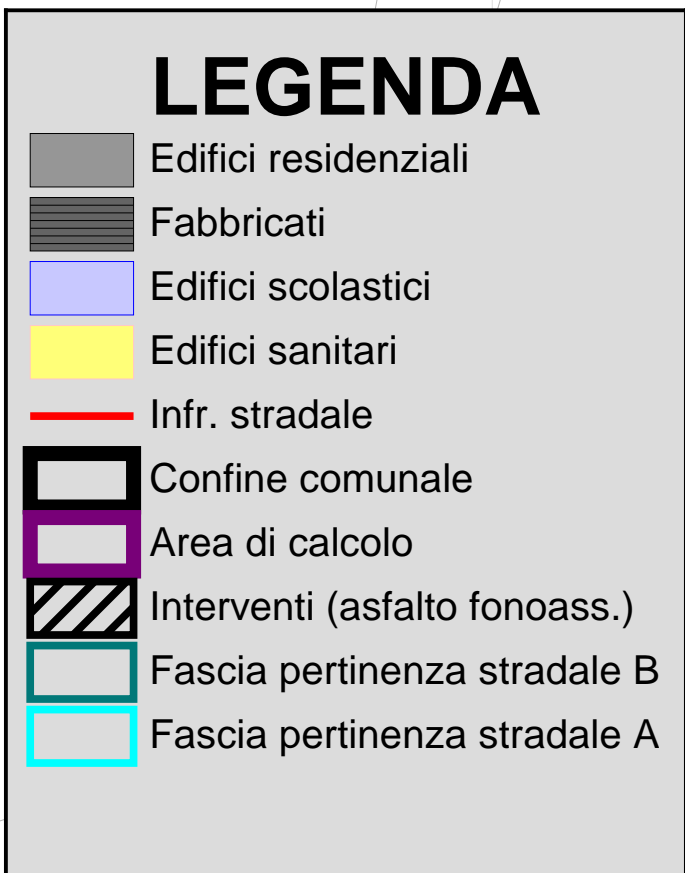 LEGENDA
Edifici residenziali
Fabbricati
Edifici scolastici
Edifici sanitari
Infr. stradale
Confine comunale
Area di calcolo
Interventi (asfalto fonoass.)
Fascia pertinenza stradale B
Fascia pertinenza stradale A